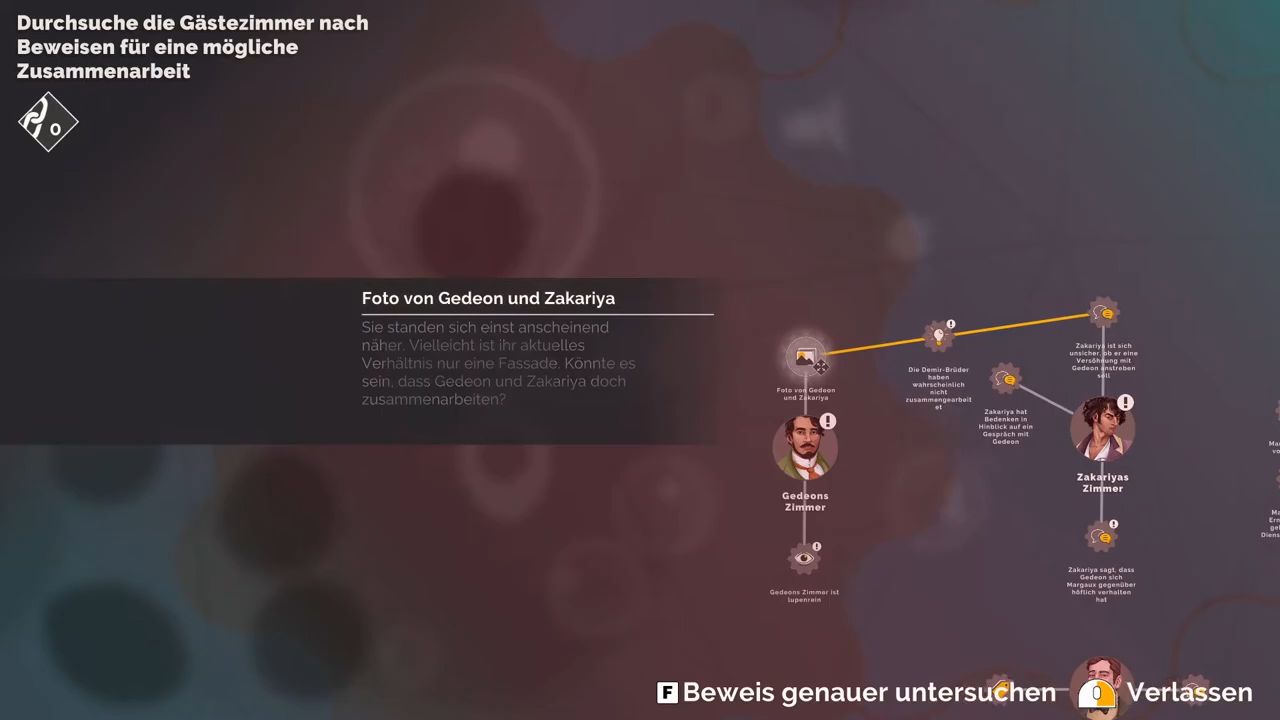 Durchsuche die Gästezimmer nach
Beweisen für eine mögliche
Zusammenarbeit
0
Foto von Gedeon und Zakariya
Sie standen sich einst anscheinend
näher. Vielleicht ist ihr aktuelles
Verhältnis nur eine Fassade. Könnte es
sein, dass Gedeon und Zakariya doch
zusammenarbeiten?
Foto von Gedeon
und Zakariya
Die Demir-Brüder
haben
wahrscheinlich
nicht
zusammengearbeit
et
Zakariya ist sich
unsicher, ob er eine
Versöhnung mit
Gedeon anstreben
soll
Zakariya hat
Bedenken in
Hinblick auf ein
Gespräch mit
Gedeon
Gedeons
Zimmer
Zakariyas
Zimmer
Gedeons Zimmer ist
lupenrein
Zakariya sagt, dass
Gedeon sich
Margaux gegenüber
höflich verhalten
hat
F Beweis genauer untersuchen
Verlassen